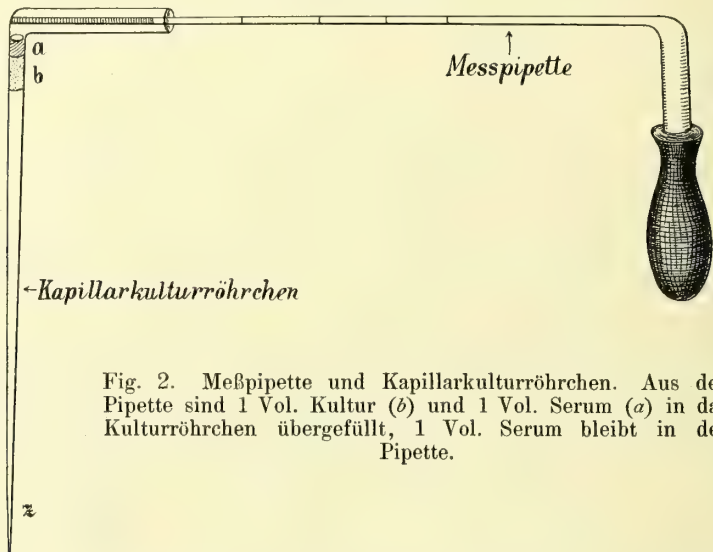 a
b
Messpipette
←Kapillarkulturröhrchen
Fig. 2. Meßpipette und Kapillarkulturröhrchen. Aus de
Pipette sind 1 Vol. Kultur (b) und 1 Vol. Serum (a) in da
Kulturröhrchen übergefüllt, 1 Vol. Serum bleibt in de
Pipette.